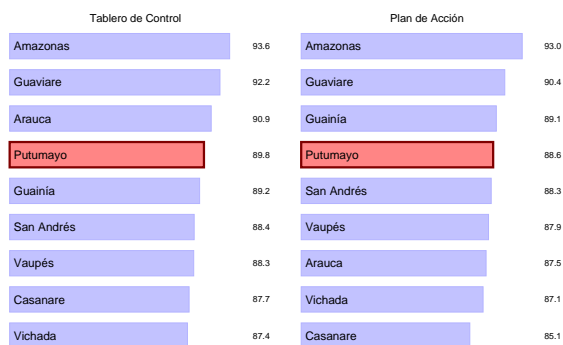 Tablero de Control
Amazonas 93.6
Guaviare 92.2
Arauca 90.9
Putumayo 89.8
Guainía 89.2
San Andrés 88.4
Vaupés 88.3
Casanare 87.7
Vichada 87.4
Plan de Acción
Amazonas 93.0
Guaviare 90.4
Guainía 89.1
Putumayo 88.6
San Andrés 88.3
Vaupés 87.9
Arauca 87.5
Vichada 87.1
Casanare 85.1